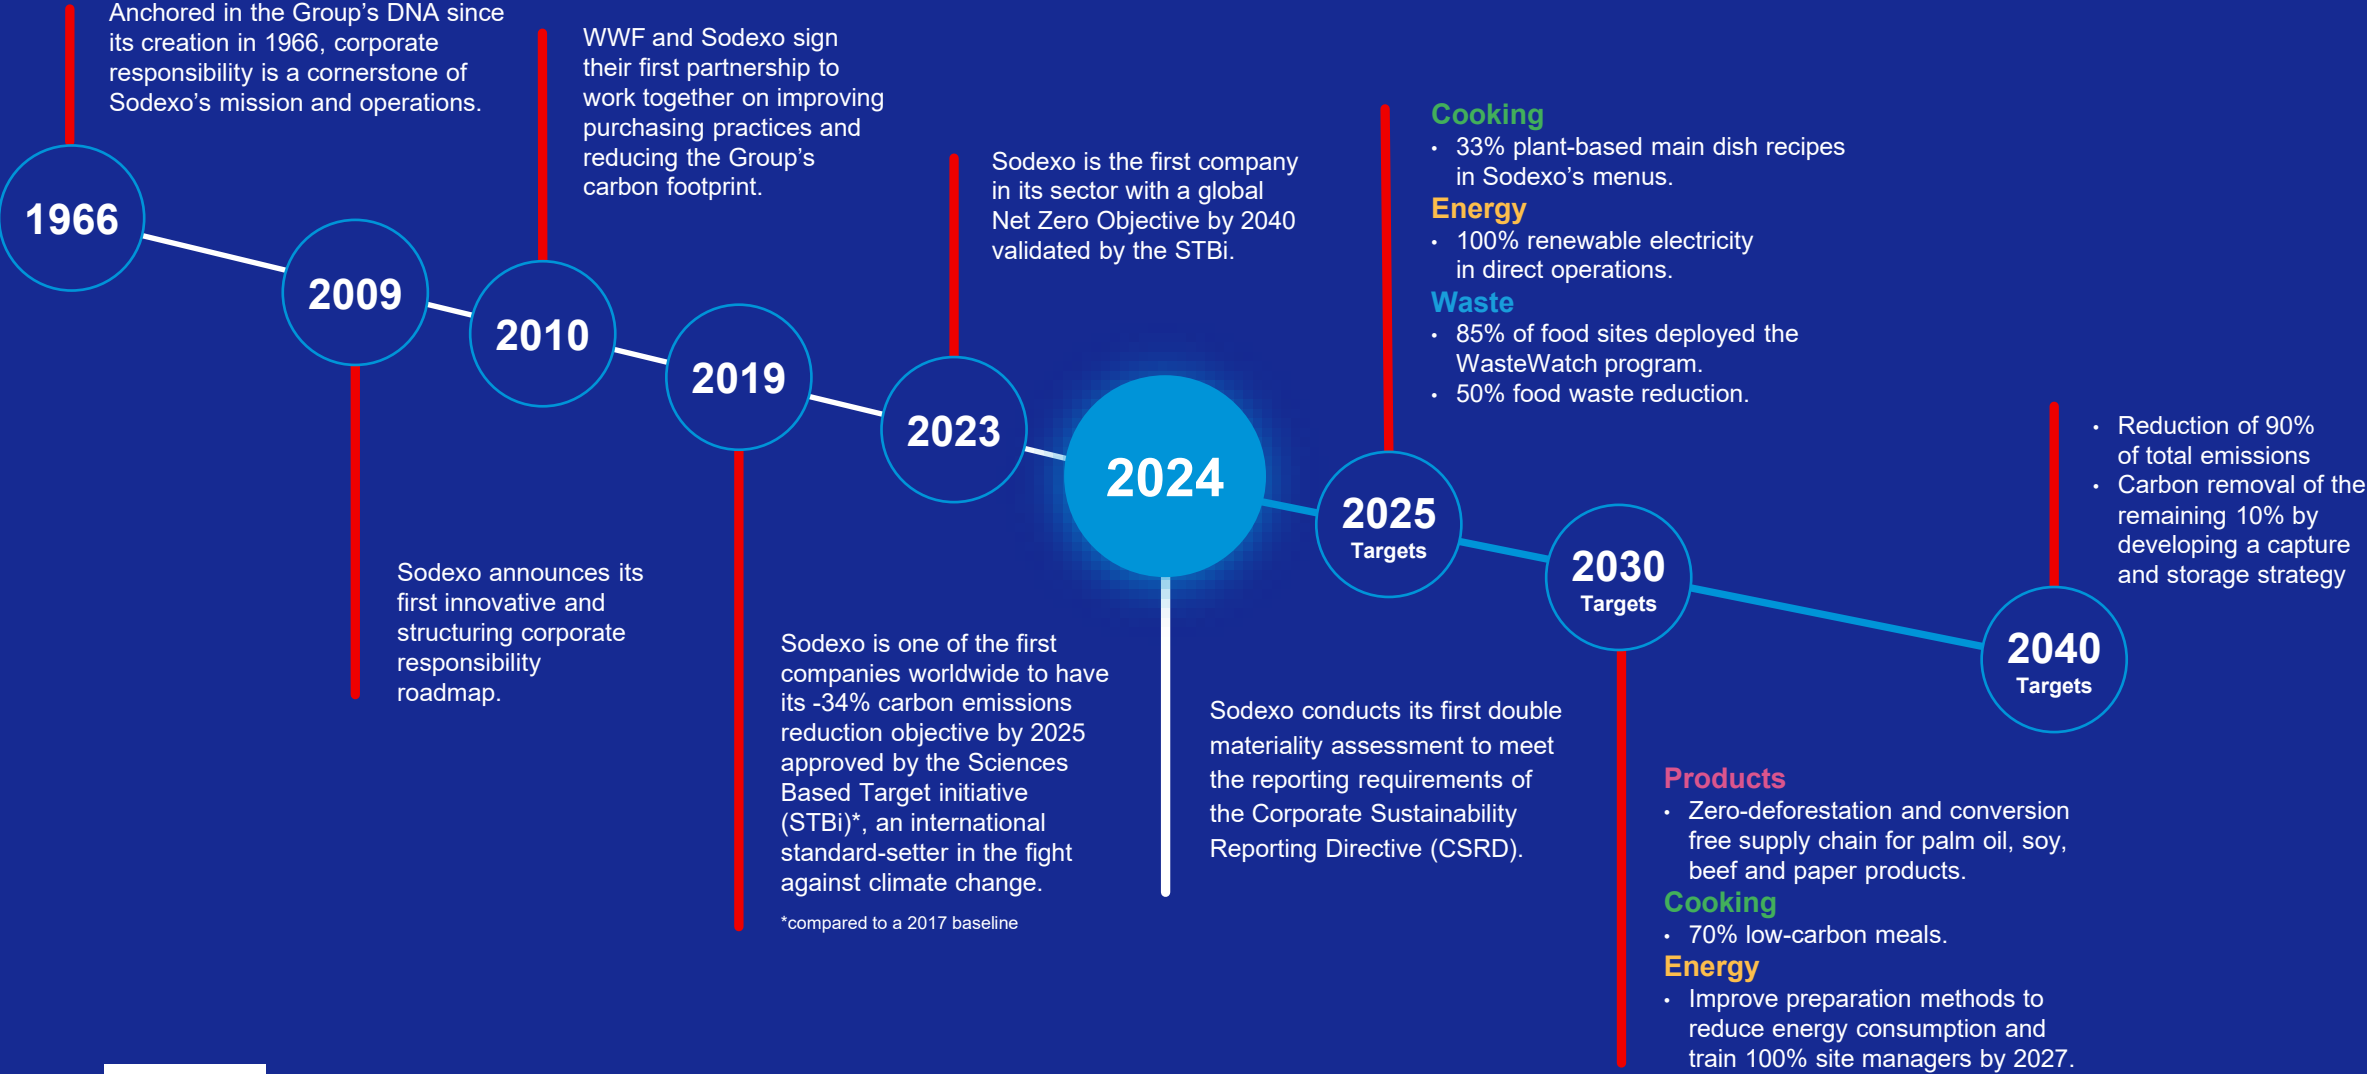 Anchored in the Group's DNA since
its creation in 1966, corporate
responsibility is a cornerstone of
Sodexo's mission and operations.
1966
2009
Sodexo announces its
first innovative and
structuring corporate
responsibility
roadmap.
WWF and Sodexo sign
their first partnership to
work together on improving
purchasing practices and
reducing the Group's
carbon footprint.
2010
2019
Sodexo is one of the first
companies worldwide to have
its -34% carbon emissions
reduction objective by 2025
approved by the Sciences
Based Target initiative
(STBi)*, an international
standard-setter in the fight
against climate change.
*compared to a 2017 baseline
Sodexo is the first company
in its sector with a global
Net Zero Objective by 2040
validated by the STBi.
2023
2024
Sodexo conducts its first double
materiality assessment to meet
the reporting requirements of
the Corporate Sustainability
Reporting Directive (CSRD).
Cooking
• 33% plant-based main dish recipes
in Sodexo's menus.
Energy
• 100% renewable electricity
in direct operations.
Waste
• 85% of food sites deployed the
WasteWatch program.
• 50% food waste reduction.
2025
Targets
2030
Targets
Products
• Zero-deforestation and conversion
free supply chain for palm oil, soy,
beef and paper products.
Cooking
• 70% low-carbon meals.
Energy
• Improve preparation methods to
reduce energy consumption and
train 100% site managers by 2027.
• Reduction of 90%
of total emissions
• Carbon removal of the
remaining 10% by
developing a capture
and storage strategy
2040
Targets